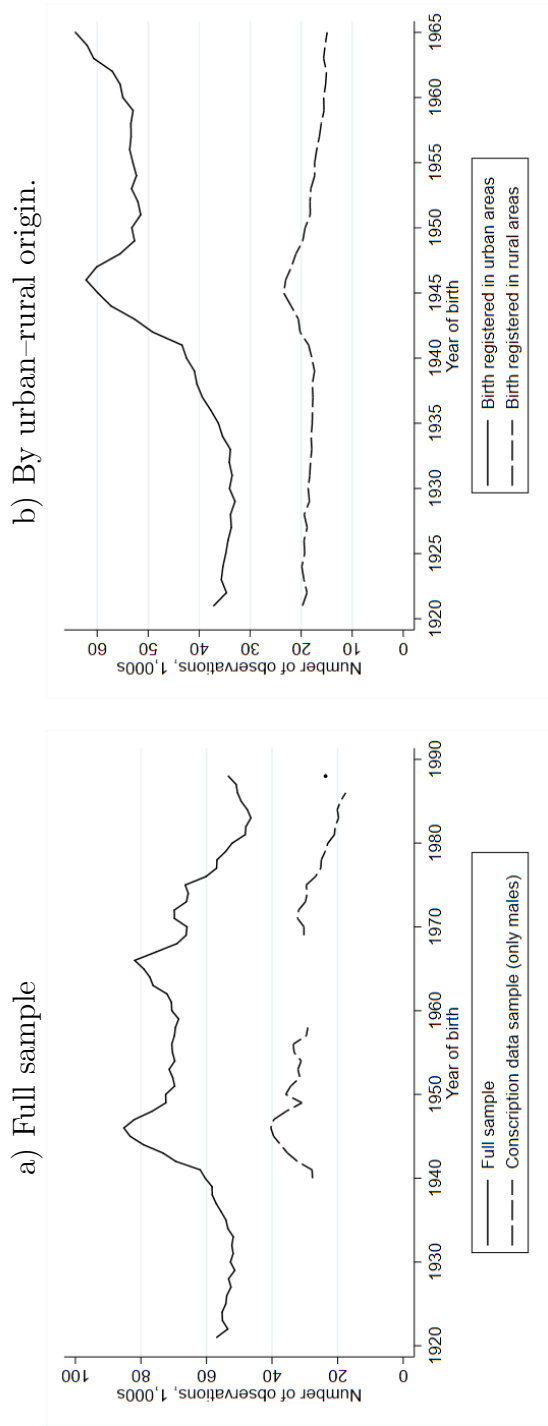 a) Full sample
Number of observations, 1,000s
0 20 40 60 80 100
1920 1930 1940 1950 1960 1970 1980 1990
Year of birth
Full sample
Conscription data sample (only males)
b) By urban–rural origin.
Number of observations, 1,000s
0 10 20 30 40 50 60
1920 1925 1930 1935 1940 1945 1950 1955 1960 1965
Year of birth
Birth registered in urban areas
Birth registered in rural areas